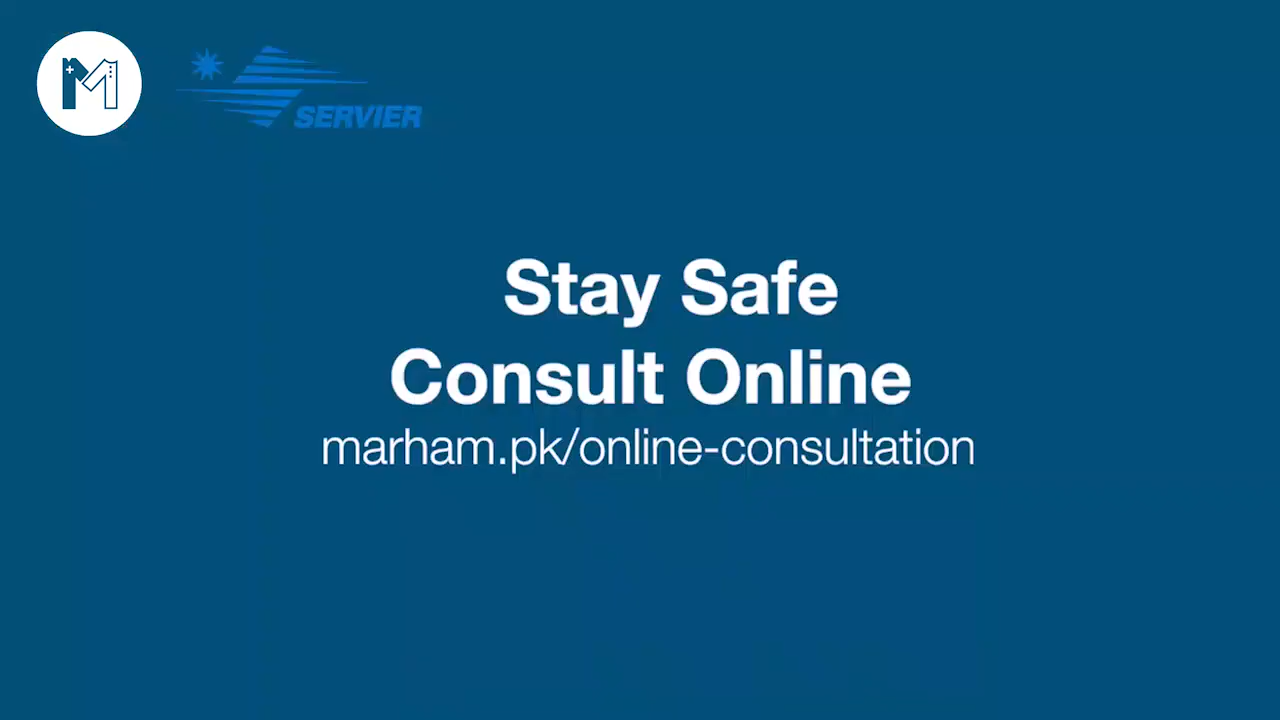 M
SERVIER
Stay Safe
Consult Online
marham.pk/online-consultation